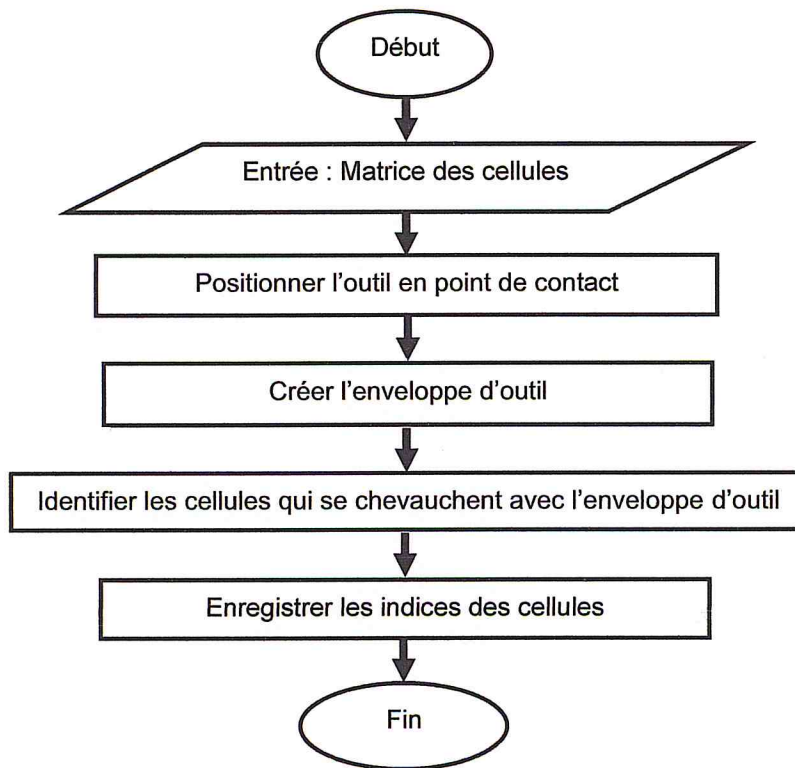 Début
Entrée : Matrice des cellules
Positionner l'outil en point de contact
Créer l'enveloppe d'outil
Identifier les cellules qui se chevauchent avec l'enveloppe d'outil
Enregistrer les indices des cellules
Fin